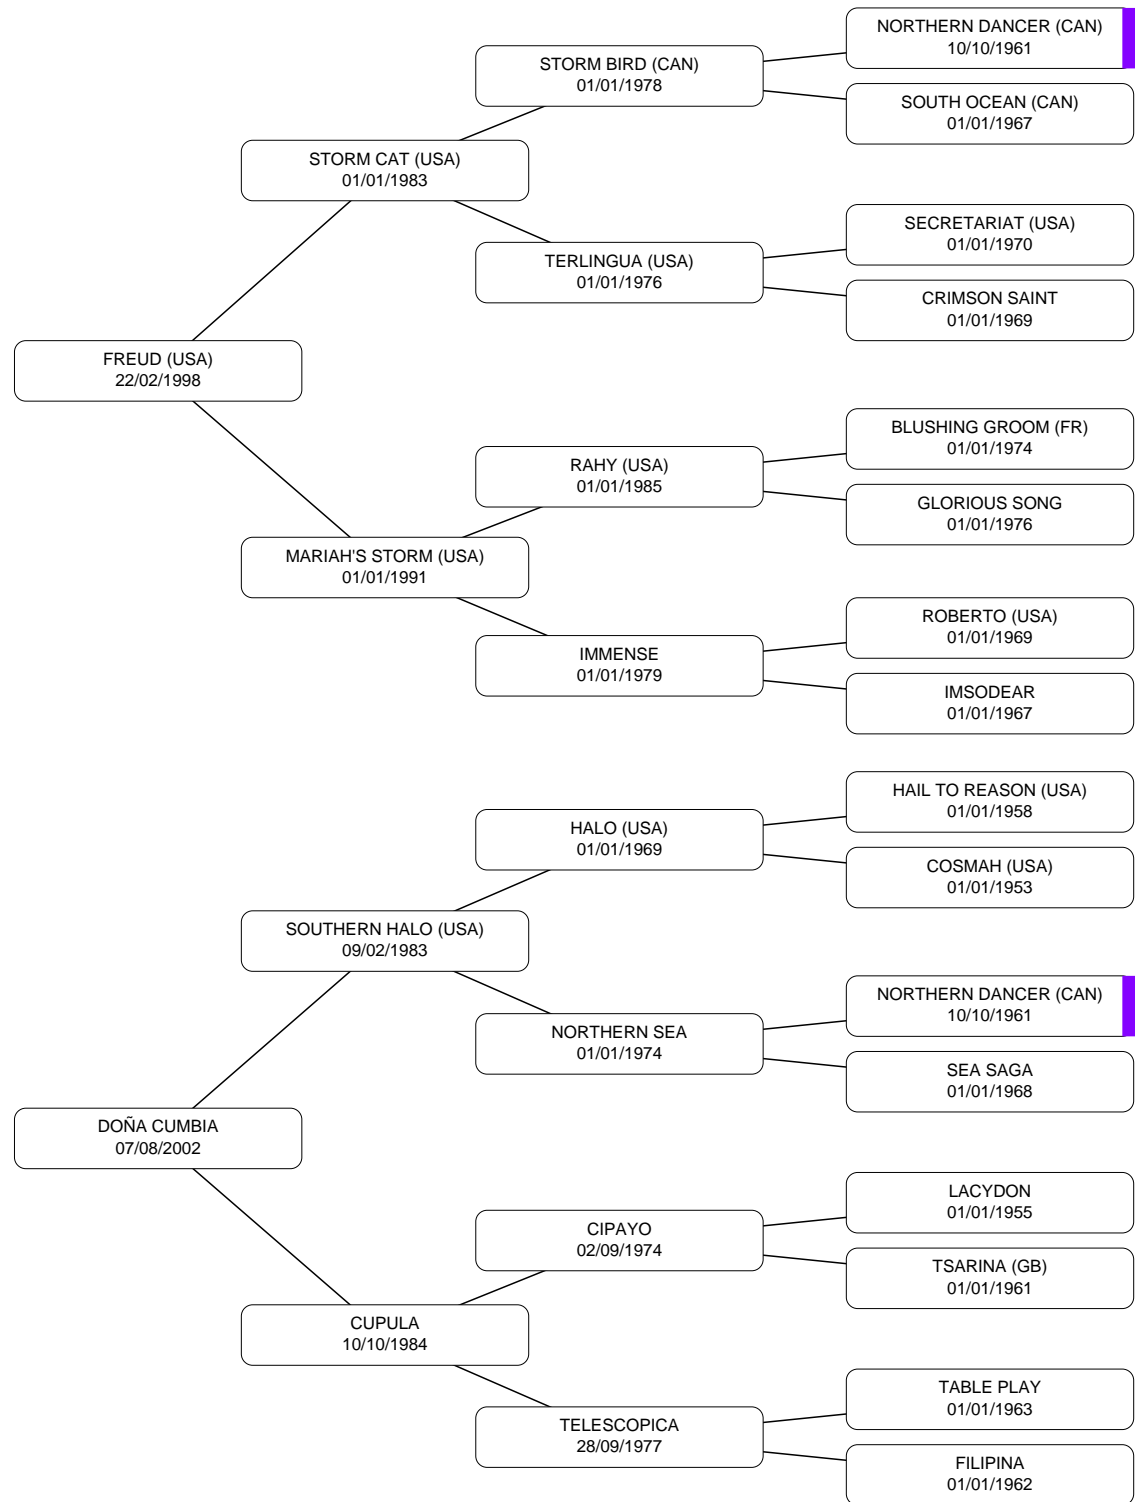 NORTHERN DANCER (CAN)
10/10/1961
STORM BIRD (CAN)
01/01/1978
SOUTH OCEAN (CAN)
01/01/1967
STORM CAT (USA)
01/01/1983
SECRETARIAT (USA)
01/01/1970
TERLINGUA (USA)
01/01/1976
CRIMSON SAINT
01/01/1969
FREUD (USA)
22/02/1998
BLUSHING GROOM (FR)
01/01/1974
RAHY (USA)
01/01/1985
GLORIOUS SONG
01/01/1976
MARIAH'S STORM (USA)
01/01/1991
ROBERTO (USA)
01/01/1969
IMMENSE
01/01/1979
IMSODEAR
01/01/1967
HAIL TO REASON (USA)
01/01/1958
HALO (USA)
01/01/1969
COSMAH (USA)
01/01/1953
SOUTHERN HALO (USA)
09/02/1983
NORTHERN DANCER (CAN)
10/10/1961
NORTHERN SEA
01/01/1974
SEA SAGA
01/01/1968
DOÑA CUMBIA
07/08/2002
LACYDON
01/01/1955
CIPAYO
02/09/1974
TSARINA (GB)
01/01/1961
CUPULA
10/10/1984
TABLE PLAY
01/01/1963
TELESCOPICA
28/09/1977
FILIPINA
01/01/1962